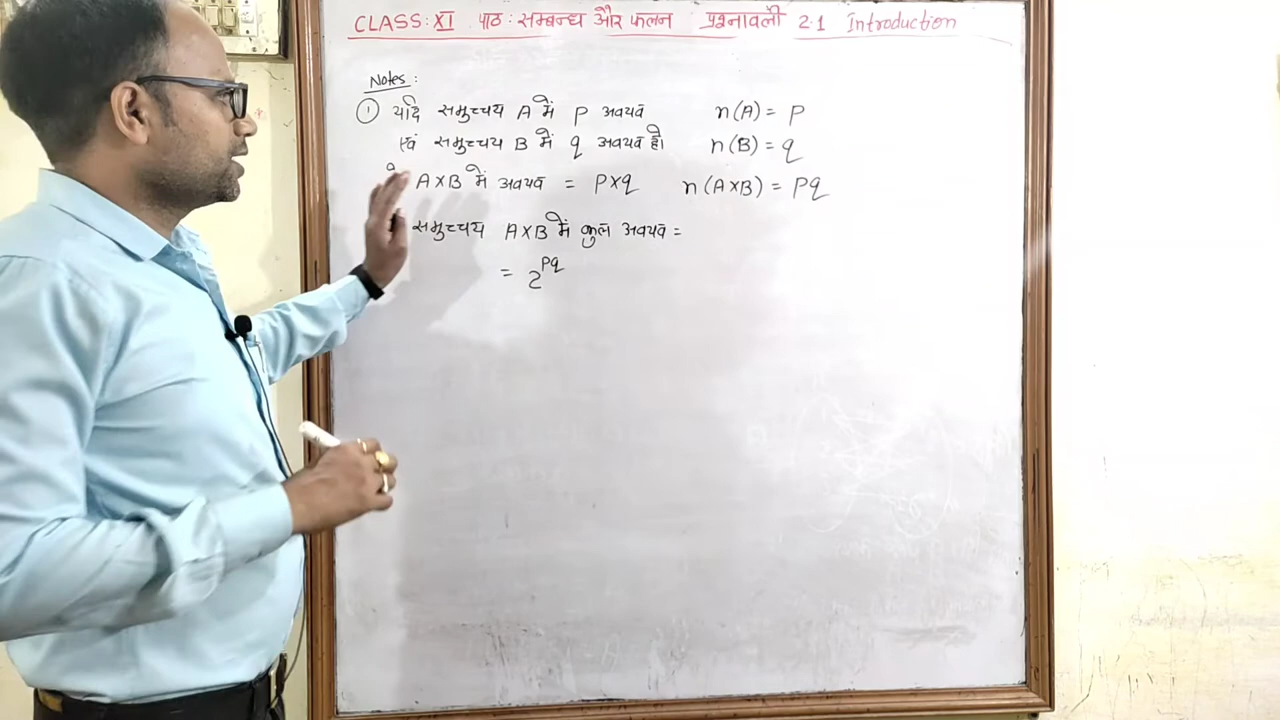 CLASS: XI पाठ: सम्बन्ध और फलन प्रश्नावली 2.1 Introduction
Notes:
① यदि समुच्चय A में P अवयव n(A) = P
एवं समुच्चय B में q अवयव हो। n(B) = q
A×B में अवयव = P×q n(A×B) = Pq
समुच्चय A×B में कुल अवयव =
= 2^Pq